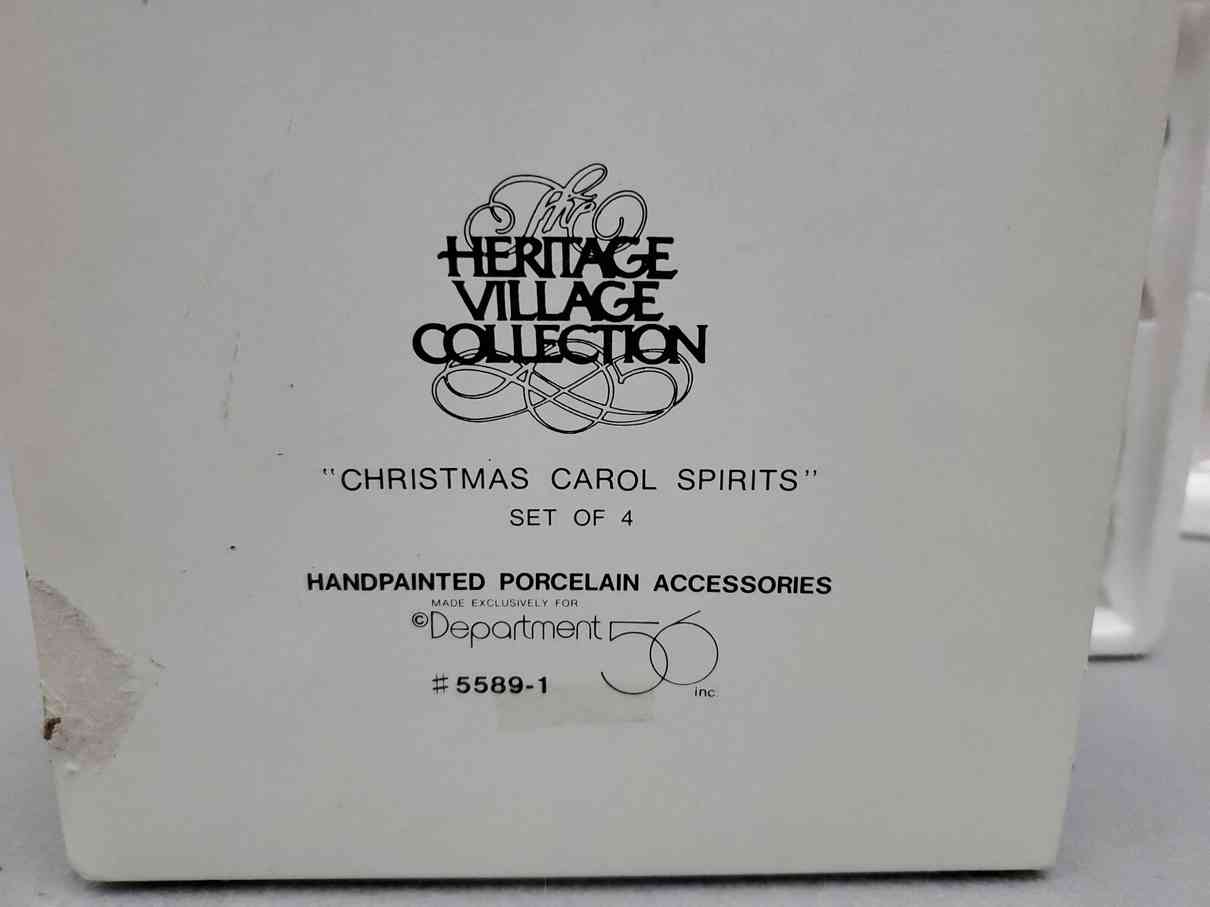 The
HERITAGE
VILLAGE
COLLECTION
"CHRISTMAS CAROL SPIRITS"
SET OF 4
HANDPAINTED PORCELAIN ACCESSORIES
MADE EXCLUSIVELY FOR
©Department 56 inc.
#5589-1